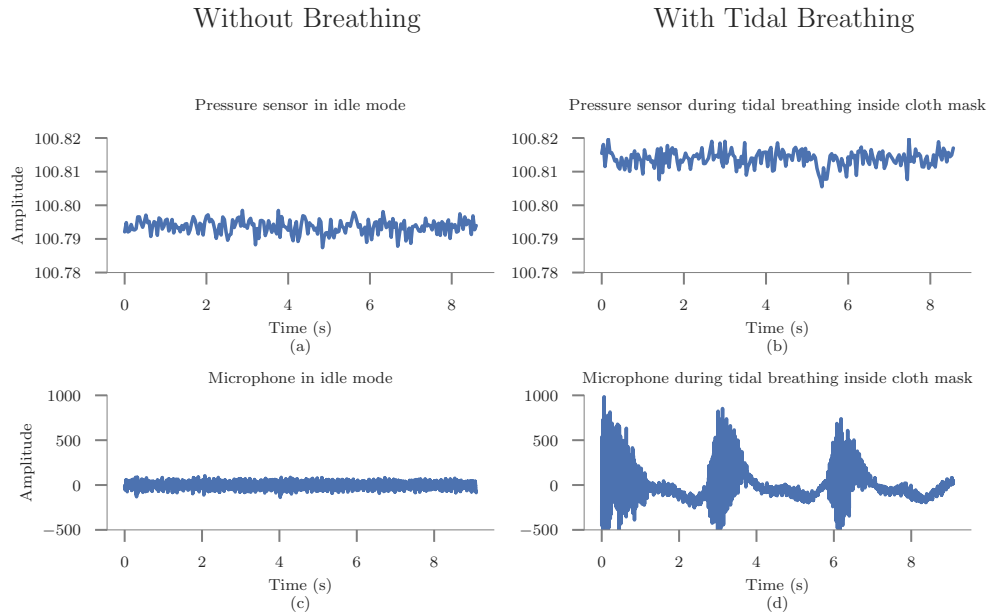 Without Breathing
With Tidal Breathing
Pressure sensor in idle mode
100.82
100.81
100.80
100.79
100.78
Amplitude
0 2 4 6 8
Time (s)
(a)
Pressure sensor during tidal breathing inside cloth mask
100.82
100.81
100.80
100.79
100.78
0 2 4 6 8
Time (s)
(b)
Microphone in idle mode
1000
500
0
−500
Amplitude
0 2 4 6 8
Time (s)
(c)
Microphone during tidal breathing inside cloth mask
1000
500
0
−500
0 2 4 6 8
Time (s)
(d)